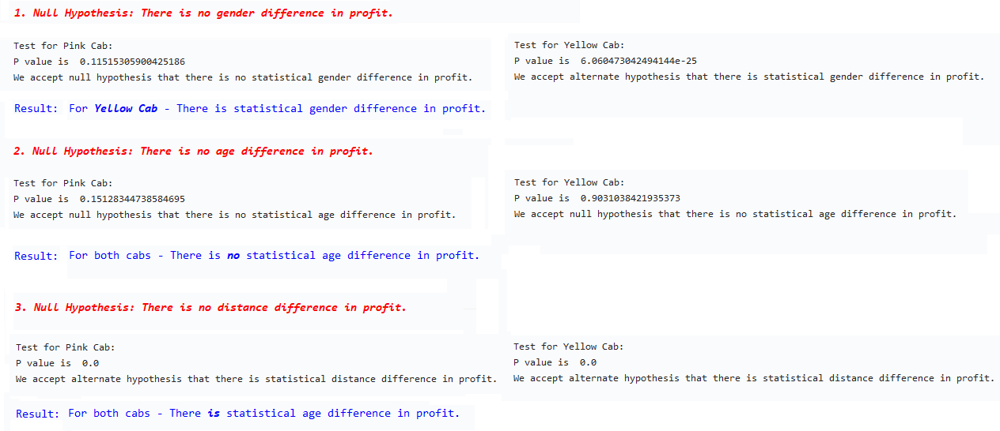 1. Null Hypothesis: There is no gender difference in profit.
Test for Pink Cab:
P value is  0.11515305900425186
We accept null hypothesis that there is no statistical gender difference in profit.
Test for Yellow Cab:
P value is  6.060473042494144e-25
We accept alternate hypothesis that there is statistical gender difference in profit.
Result: For Yellow Cab - There is statistical gender difference in profit.
2. Null Hypothesis: There is no age difference in profit.
Test for Pink Cab:
P value is  0.15128344738584695
We accept null hypothesis that there is no statistical age difference in profit.
Test for Yellow Cab:
P value is  0.9031038421935373
We accept null hypothesis that there is no statistical age difference in profit.
Result: For both cabs - There is no statistical age difference in profit.
3. Null Hypothesis: There is no distance difference in profit.
Test for Pink Cab:
P value is  0.0
We accept alternate hypothesis that there is statistical distance difference in profit.
Test for Yellow Cab:
P value is  0.0
We accept alternate hypothesis that there is statistical distance difference in profit.
Result: For both cabs - There is statistical age difference in profit.